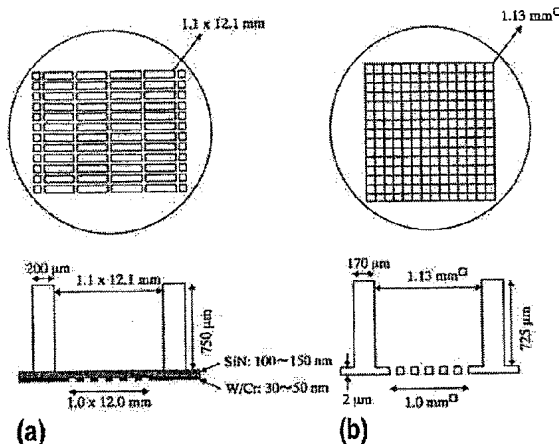 1.1 x 12.1 mm
1.13 mm□
200 μm
1.1 x 12.1 mm
750 μm
SiN: 100~150 nm
W/Cr: 30~50 nm
1.0 x 12.0 mm
(a)
170 μm
1.13 mm□
725 μm
2 μm
1.0 mm□
(b)